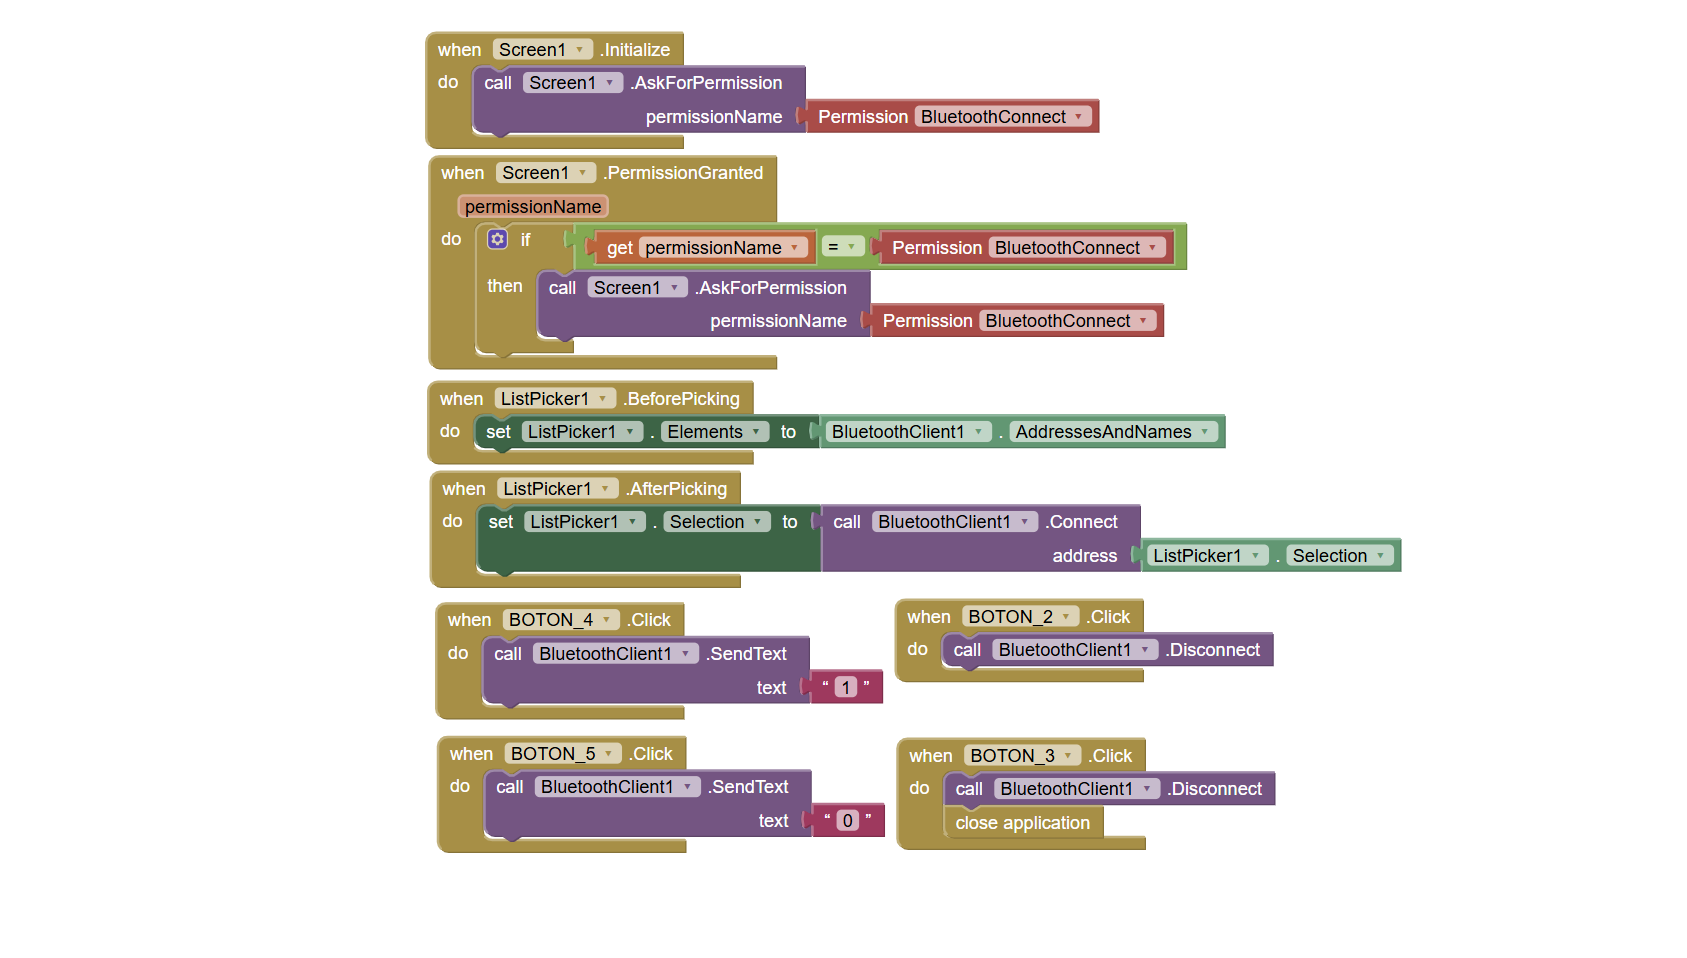 when Screen1 .Initialize
do call Screen1 .AskForPermission
permissionName Permission BluetoothConnect
when Screen1 .PermissionGranted
permissionName
do if get permissionName = Permission BluetoothConnect
then call Screen1 .AskForPermission
permissionName Permission BluetoothConnect
when ListPicker1 .BeforePicking
do set ListPicker1 . Elements to BluetoothClient1 . AddressesAndNames
when ListPicker1 .AfterPicking
do set ListPicker1 . Selection to call BluetoothClient1 .Connect
address ListPicker1 . Selection
when BOTON_4 .Click
do call BluetoothClient1 .SendText
text “ 1 ”
when BOTON_2 .Click
do call BluetoothClient1 .Disconnect
when BOTON_5 .Click
do call BluetoothClient1 .SendText
text “ 0 ”
when BOTON_3 .Click
do call BluetoothClient1 .Disconnect
close application